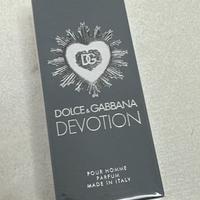 DG
DOLCE & GABBANA
DEVOTION
POUR HOMME
PARFUM
MADE IN ITALY